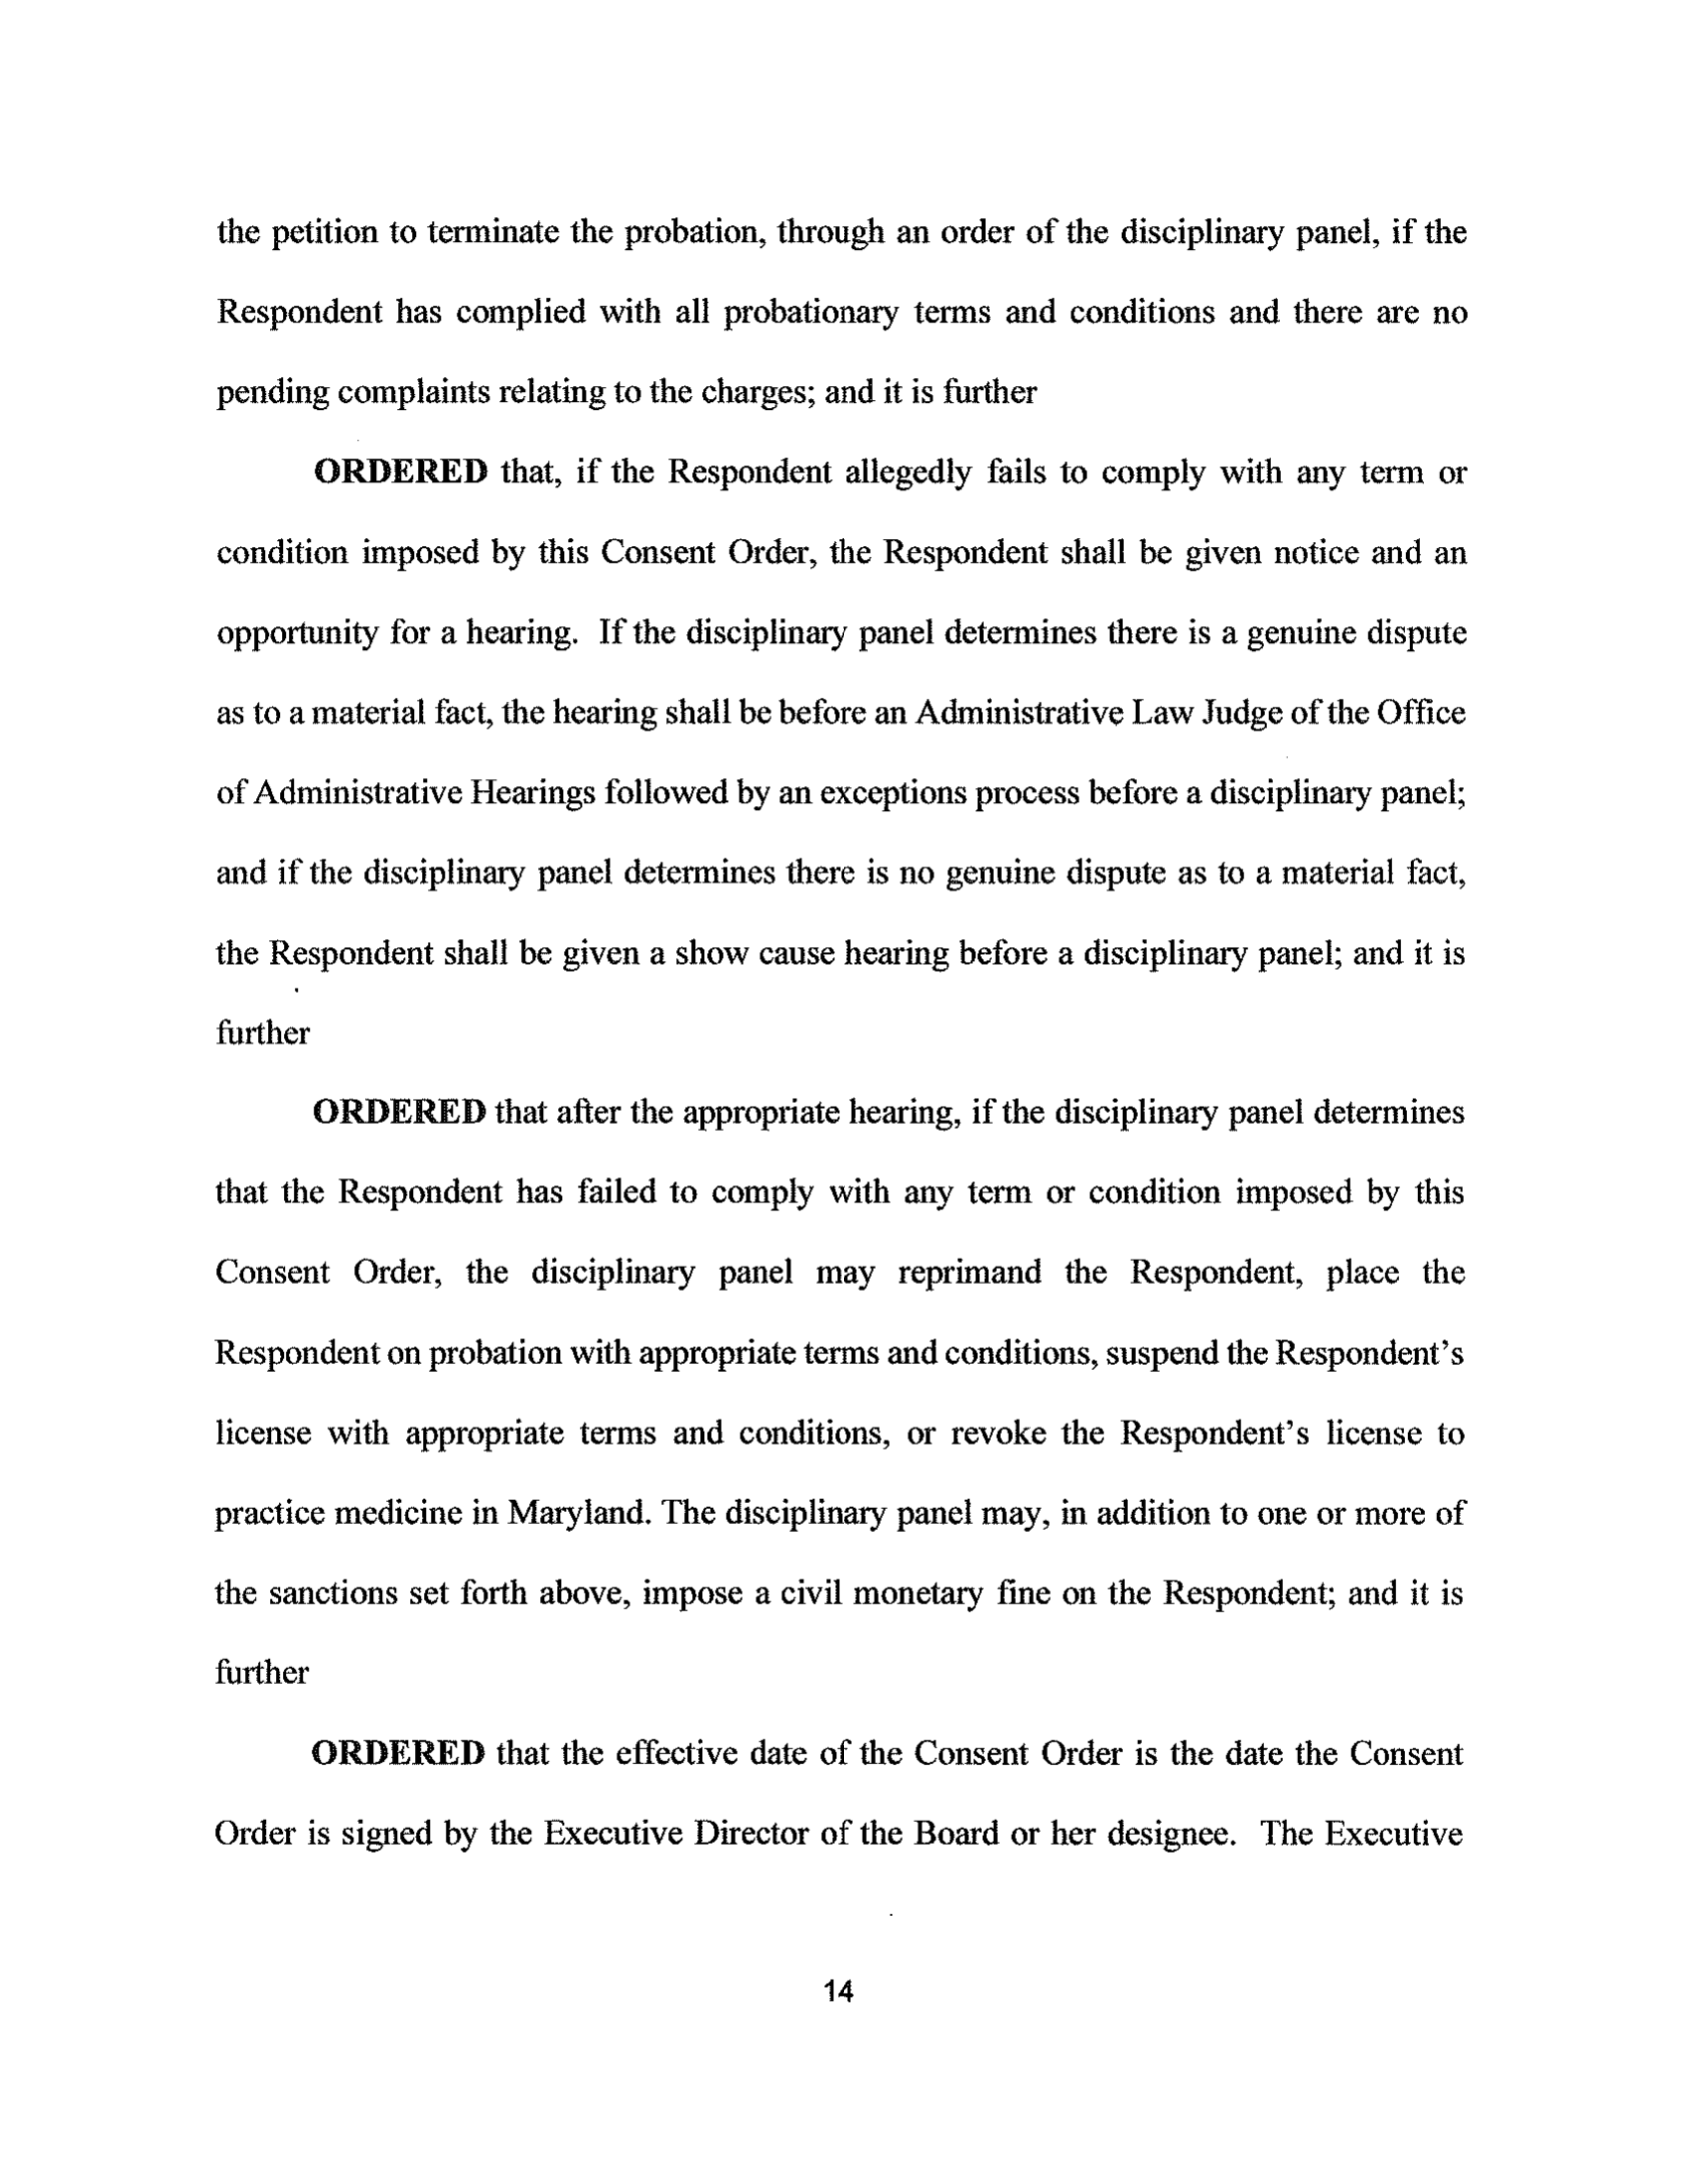 the petition to terminate the probation, through an order of the disciplinary panel, if the
Respondent has complied with all probationary terms and conditions and there are no
pending complaints relating to the charges; and it is further
ORDERED that, if the Respondent allegedly fails to comply with any term or
condition imposed by this Consent Order, the Respondent shall be given notice and an
opportunity for a hearing. If the disciplinary panel determines there is a genuine dispute
as to a material fact, the hearing shall be before an Administrative Law Judge of the Office
of Administrative Hearings followed by an exceptions process before a disciplinary panel;
and if the disciplinary panel determines there is no genuine dispute as to a material fact,
the Respondent shall be given a show cause hearing before a disciplinary panel; and it is
further
ORDERED that after the appropriate hearing, if the disciplinary panel determines
that the Respondent has failed to comply with any term or condition imposed by this
Consent Order, the disciplinary panel may reprimand the Respondent, place the
Respondent on probation with appropriate terms and conditions, suspend the Respondent's
license with appropriate terms and conditions, or revoke the Respondent's license to
practice medicine in Maryland. The disciplinary panel may, in addition to one or more of
the sanctions set forth above, impose a civil monetary fine on the Respondent; and it is
further
ORDERED that the effective date of the Consent Order is the date the Consent
Order is signed by the Executive Director of the Board or her designee. The Executive
14